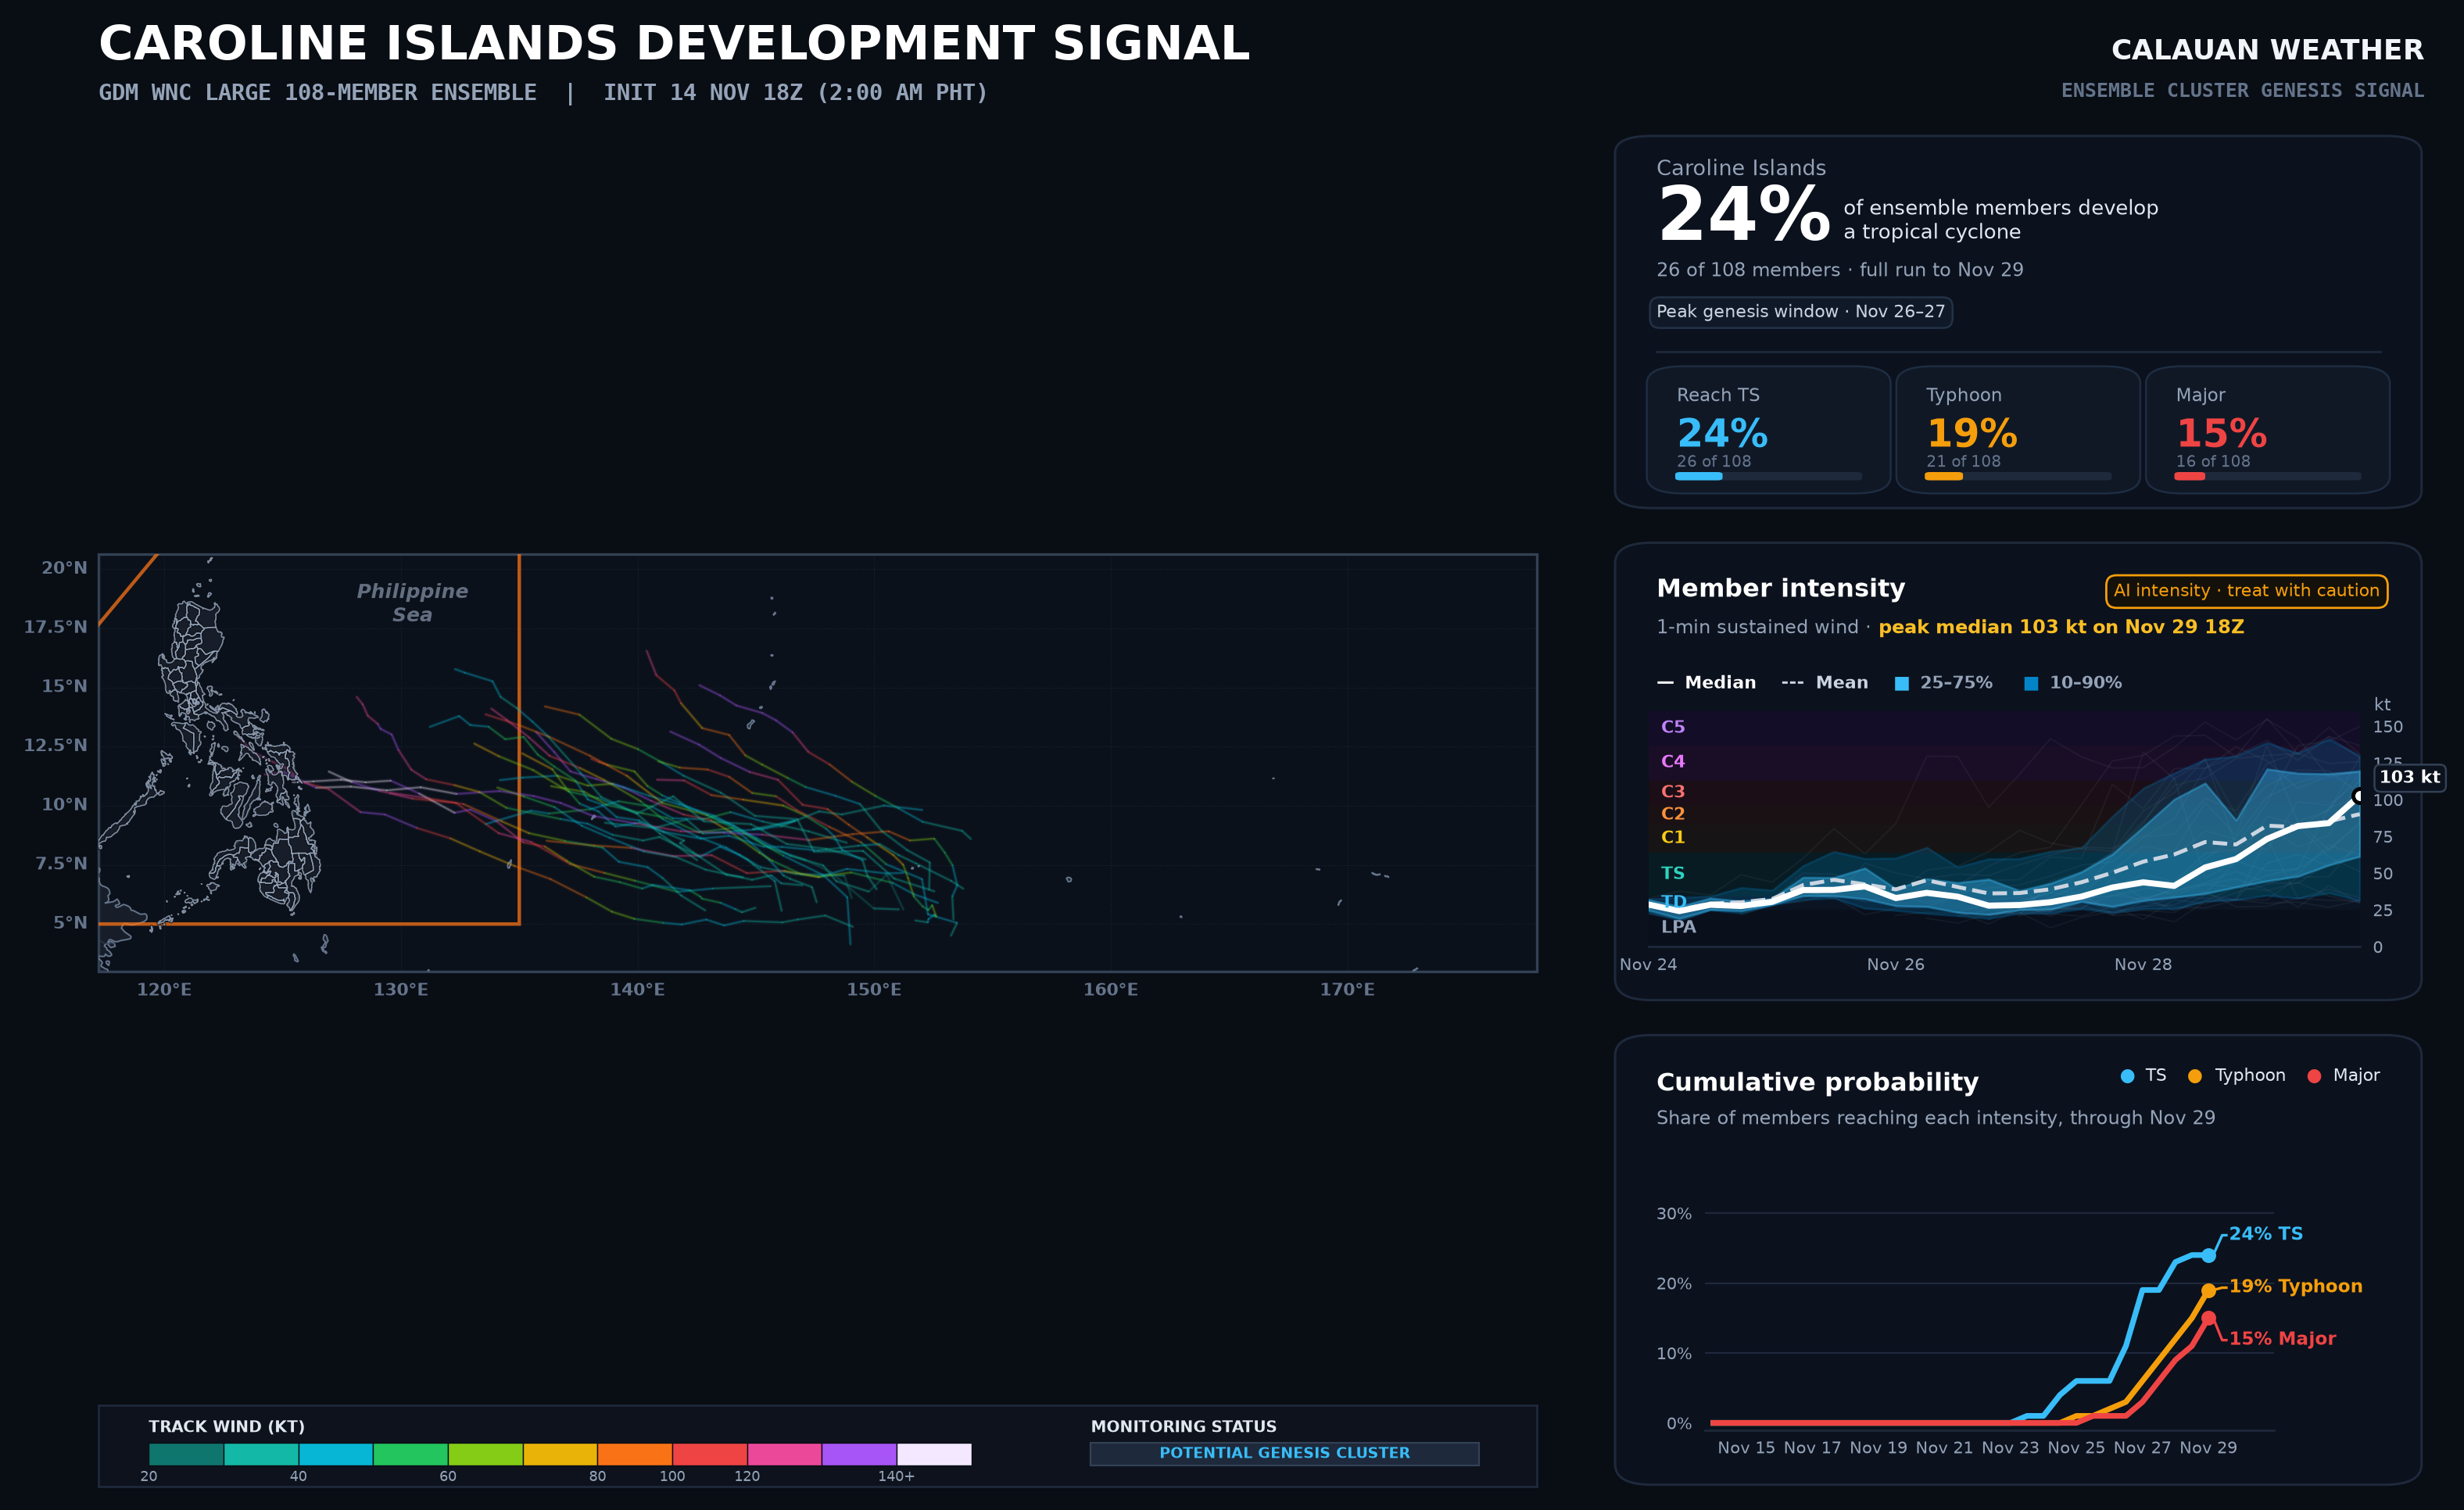 CAROLINE ISLANDS DEVELOPMENT SIGNAL
GDM WNC LARGE 108-MEMBER ENSEMBLE | INIT 14 NOV 18Z (2:00 AM PHT)
CALAUAN WEATHER
ENSEMBLE CLUSTER GENESIS SIGNAL
Caroline Islands
24% of ensemble members develop
a tropical cyclone
26 of 108 members · full run to Nov 29
Peak genesis window · Nov 26–27
Reach TS
24%
26 of 108
Typhoon
19%
21 of 108
Major
15%
16 of 108
20°N
17.5°N
15°N
12.5°N
10°N
7.5°N
5°N
Philippine
Sea
120°E 130°E 140°E 150°E 160°E 170°E
Member intensity
AI intensity · treat with caution
1-min sustained wind · peak median 103 kt on Nov 29 18Z
Median Mean 25–75% 10–90%
kt
C5
C4
C3
C2
C1
TS
TD
LPA
150
125
103 kt
100
75
50
25
0
Nov 24 Nov 26 Nov 28
Cumulative probability
TS Typhoon Major
Share of members reaching each intensity, through Nov 29
30%
20%
10%
0%
24% TS
19% Typhoon
15% Major
Nov 15 Nov 17 Nov 19 Nov 21 Nov 23 Nov 25 Nov 27 Nov 29
TRACK WIND (KT)
20 40 60 80 100 120 140+
MONITORING STATUS
POTENTIAL GENESIS CLUSTER